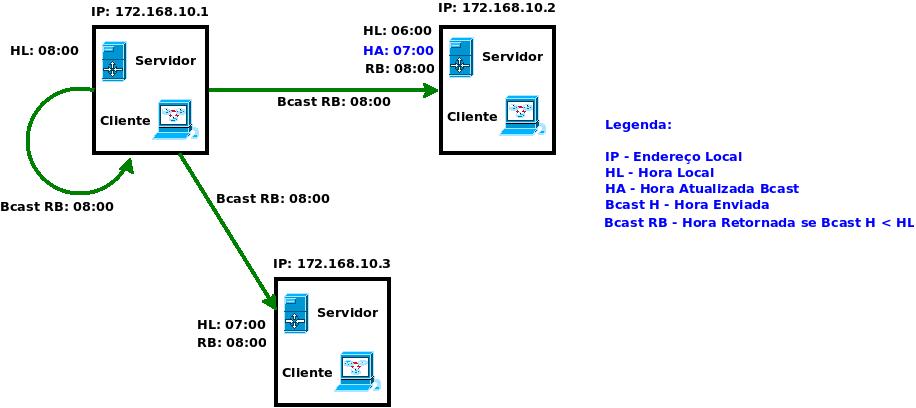 IP: 172.168.10.1
HL: 08:00
Servidor
Cliente
Bcast RB: 08:00
Bcast RB: 08:00
Bcast RB: 08:00
IP: 172.168.10.2
HL: 06:00
HA: 07:00
RB: 08:00
Servidor
Cliente
IP: 172.168.10.3
HL: 07:00
RB: 08:00
Servidor
Cliente
Legenda:
IP - Endereço Local
HL - Hora Local
HA - Hora Atualizada Bcast
Bcast H - Hora Enviada
Bcast RB - Hora Retornada se Bcast H < HL